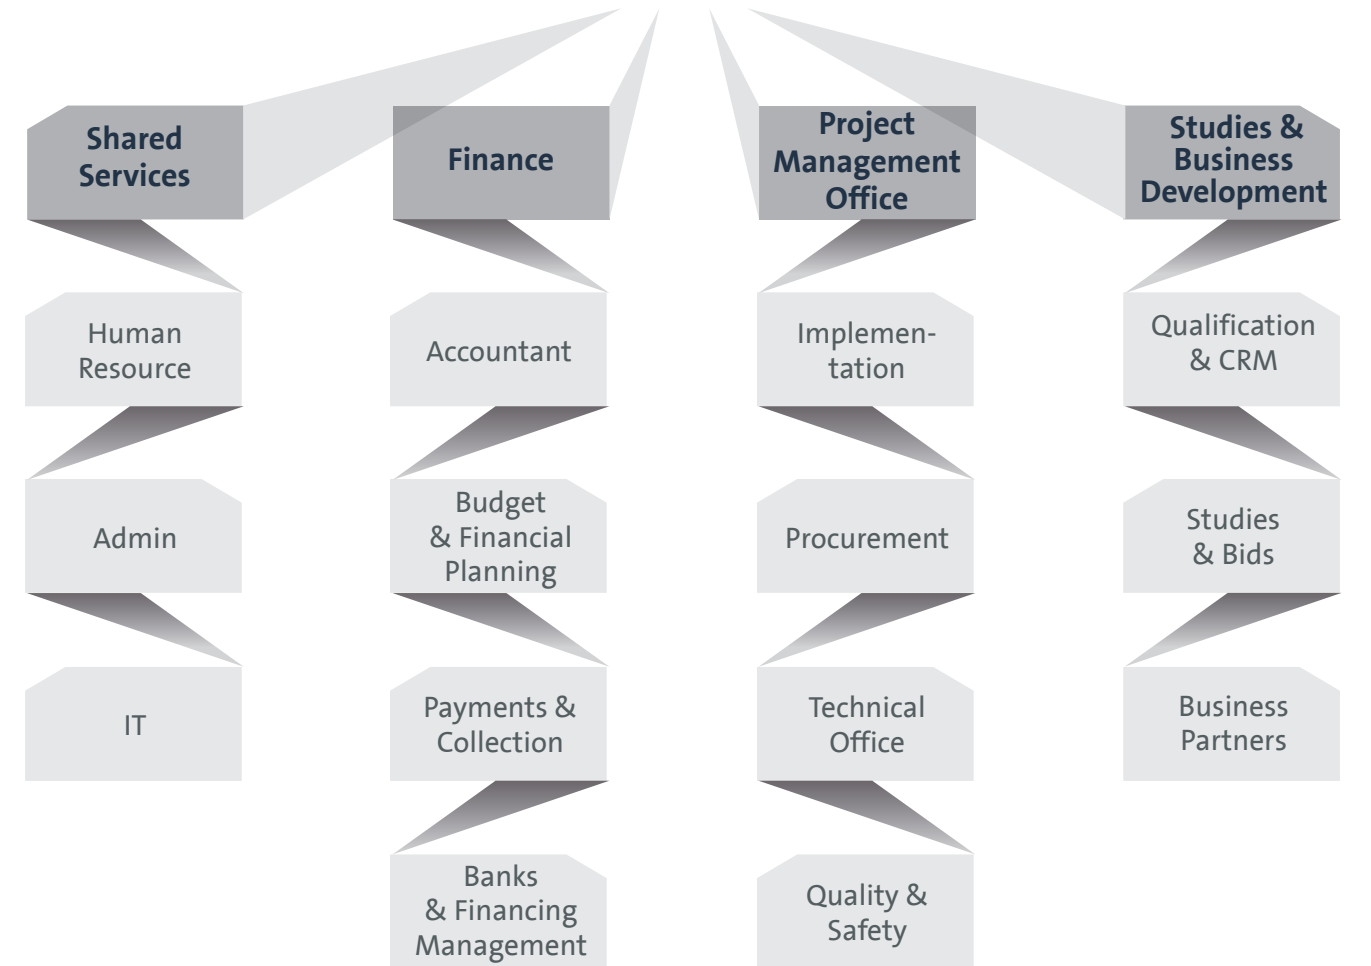 Shared
Services
Finance
Project
Management
Office
Studies &
Business
Development
Human
Resource
Accountant
Implemen-
tation
Qualification
& CRM
Admin
Budget
& Financial
Planning
Procurement
Studies
& Bids
IT
Payments &
Collection
Technical
Office
Business
Partners
Banks
& Financing
Management
Quality &
Safety